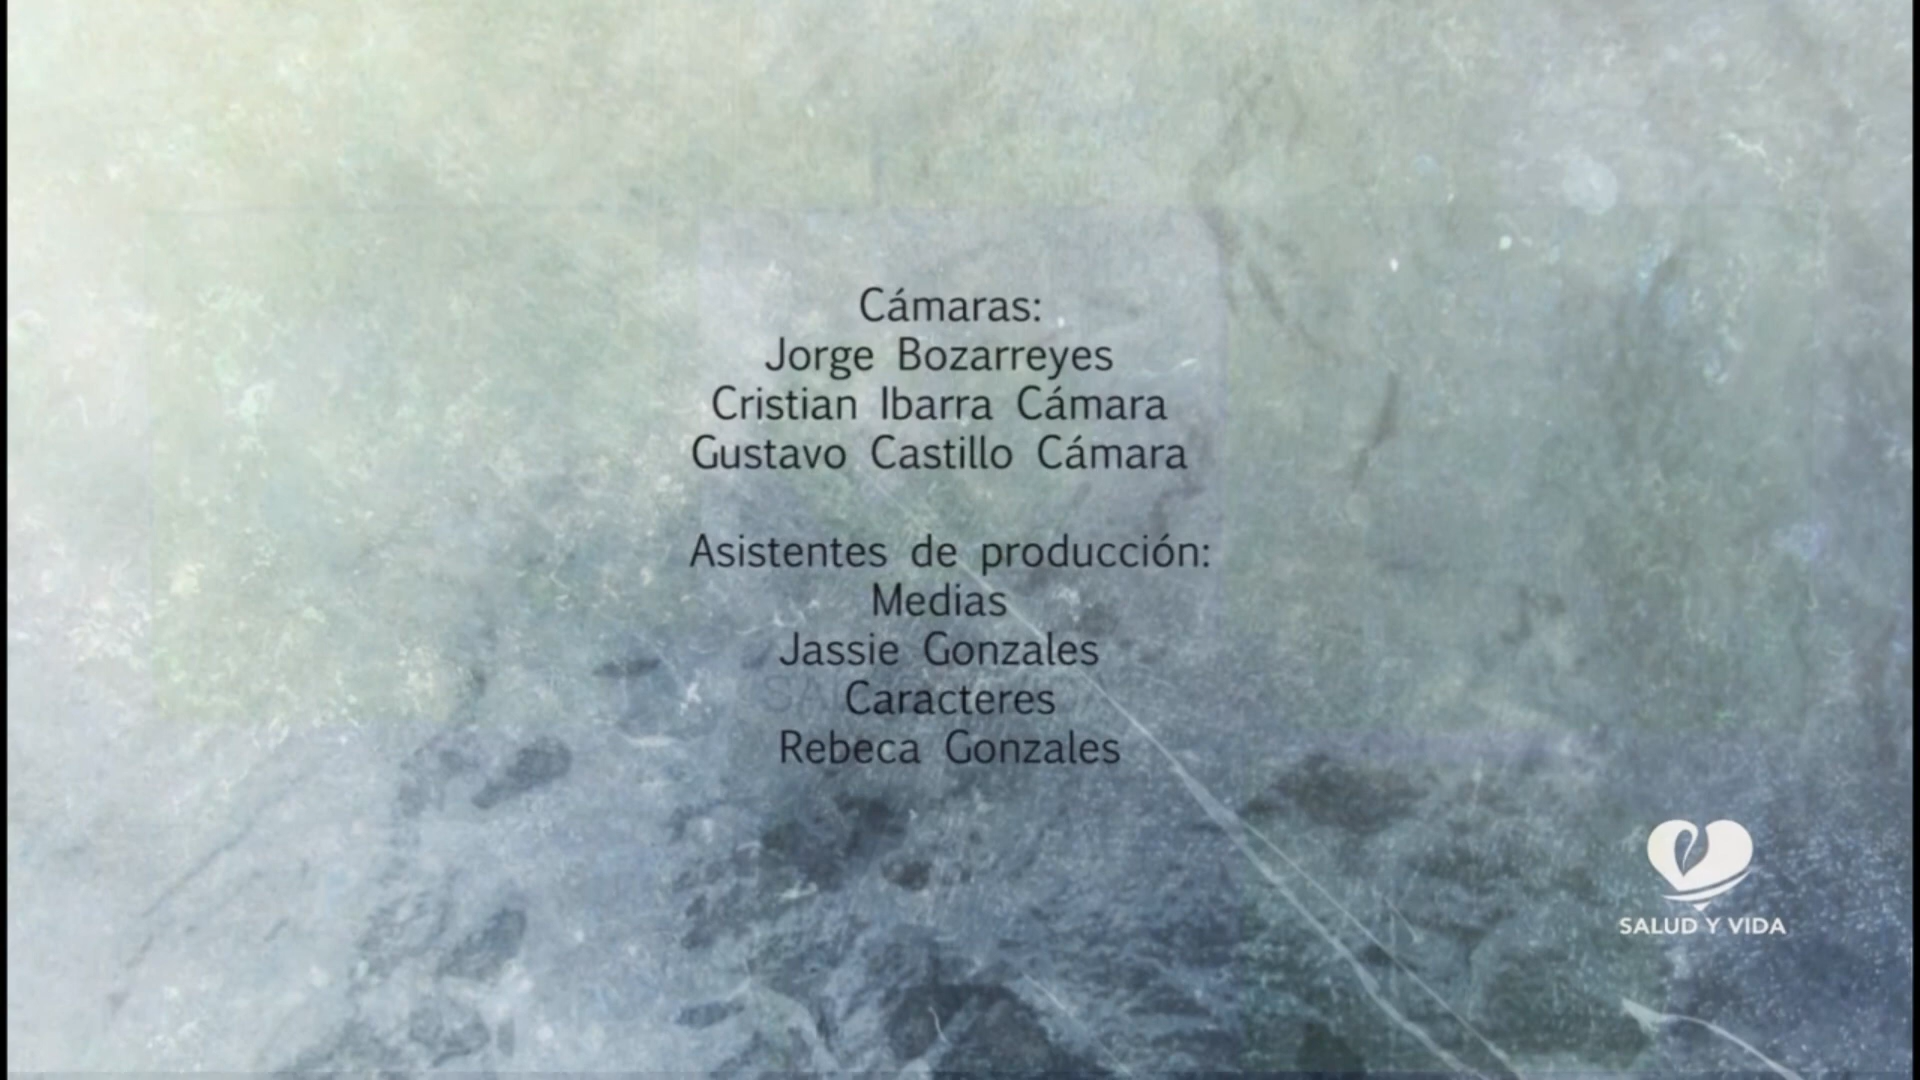 Cámaras:
Jorge Bozarreyes
Cristian Ibarra Cámara
Gustavo Castillo Cámara
Asistentes de producción:
Medias
Jassie Gonzales
Caracteres
Rebeca Gonzales
SALUD Y VIDA